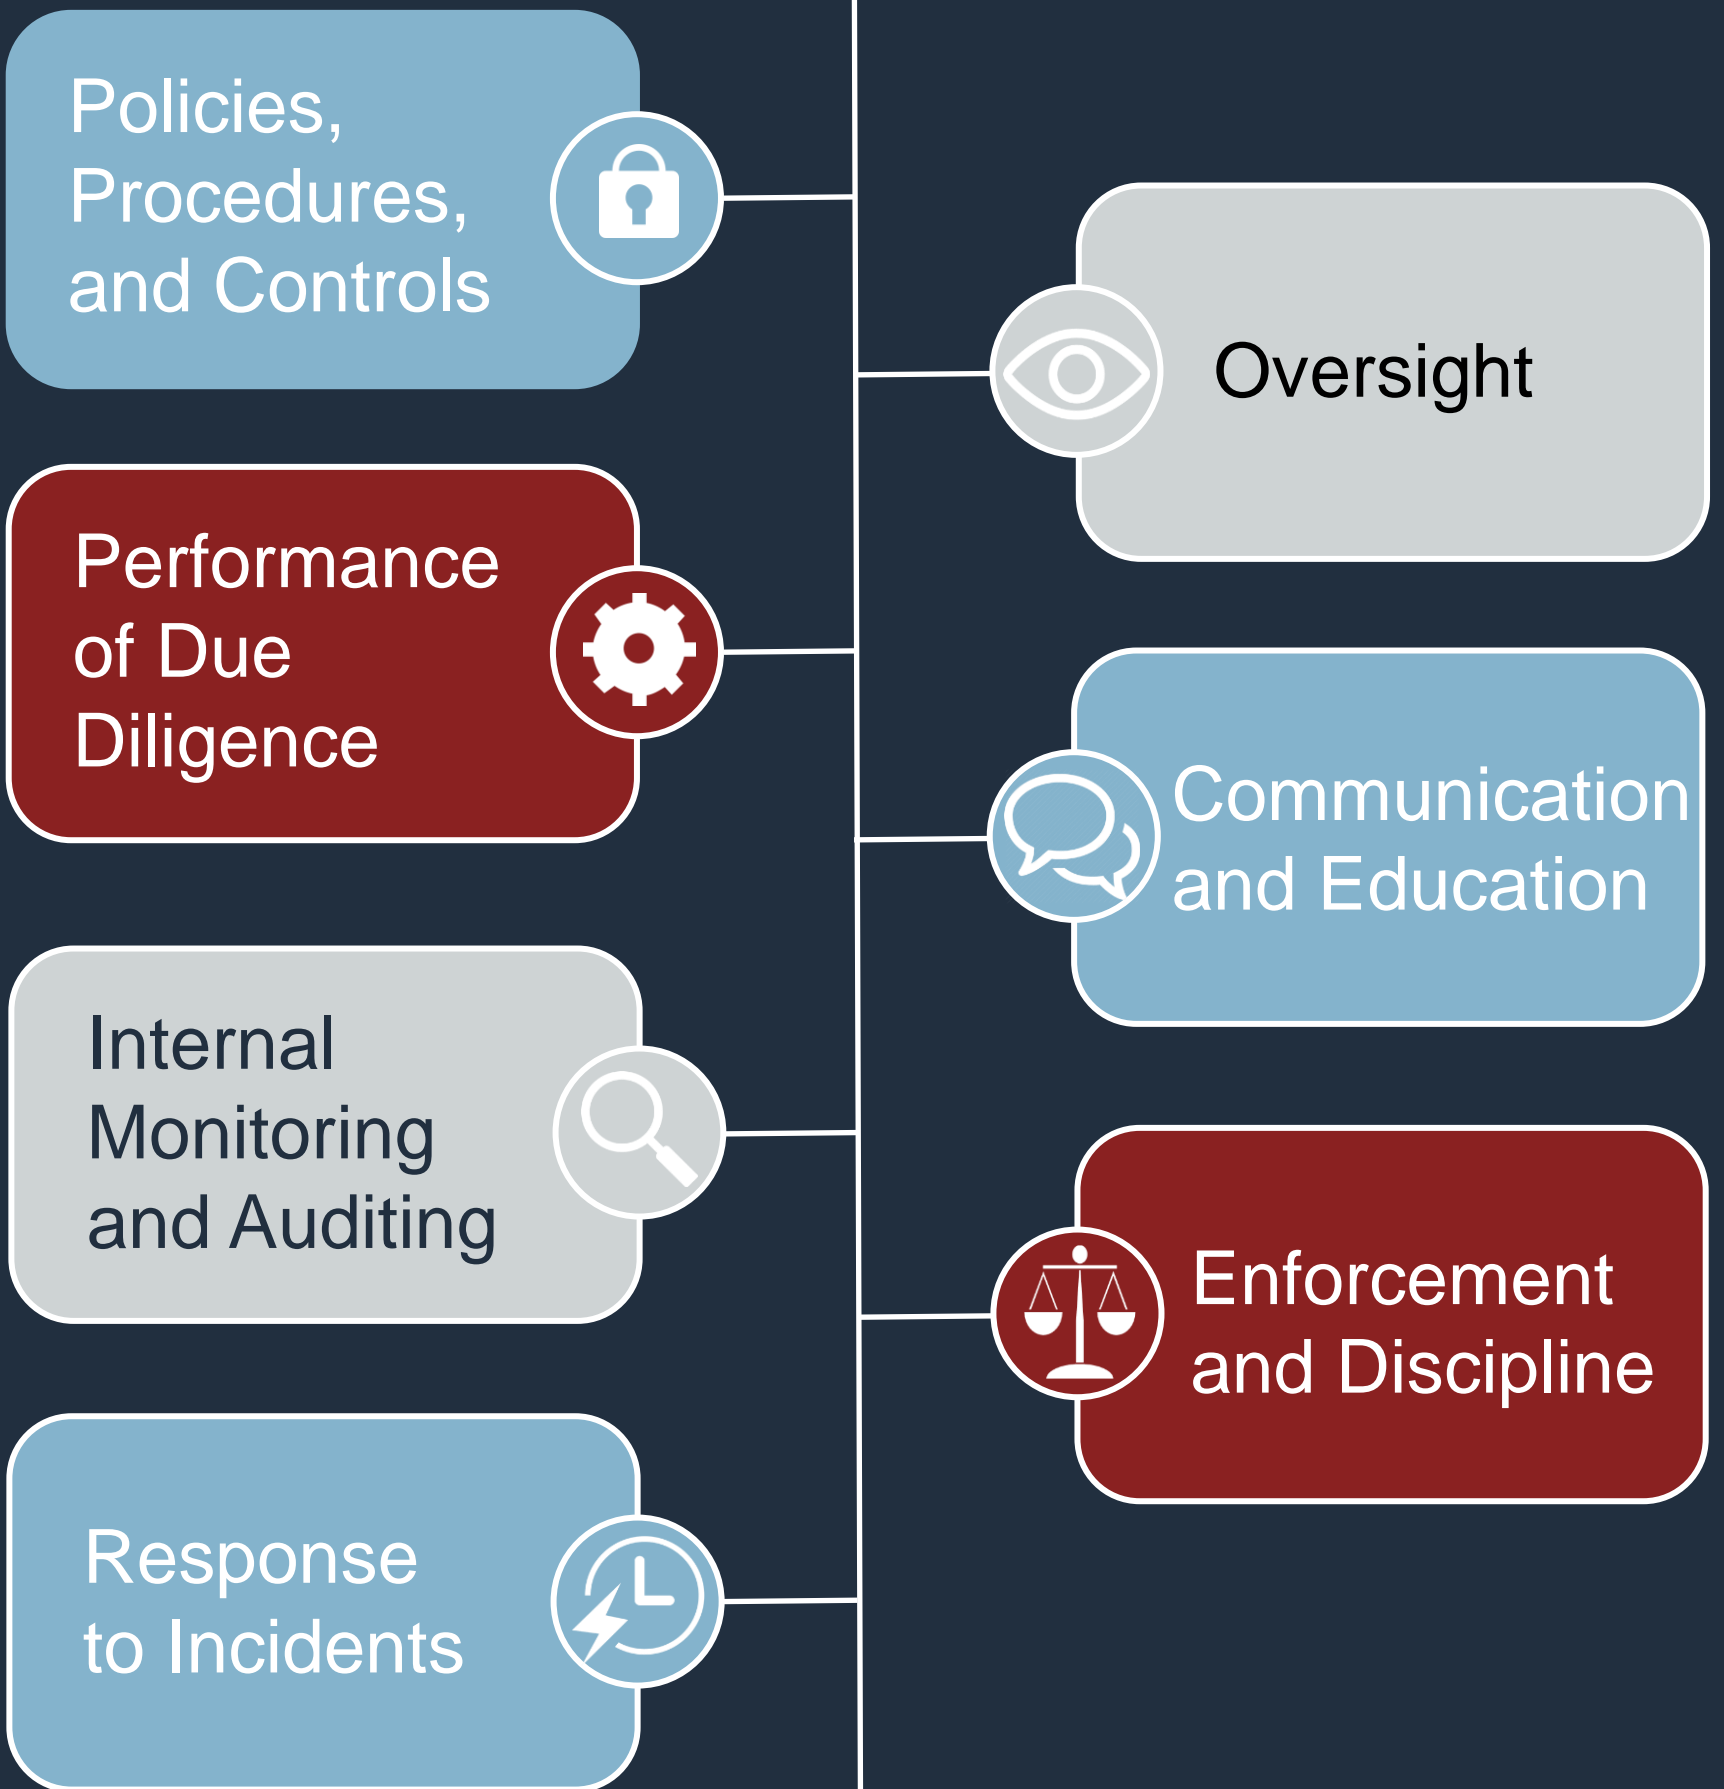 Policies,
Procedures,
and Controls
Oversight
Performance
of Due
Diligence
Communication
and Education
Internal
Monitoring
and Auditing
Enforcement
and Discipline
Response
to Incidents